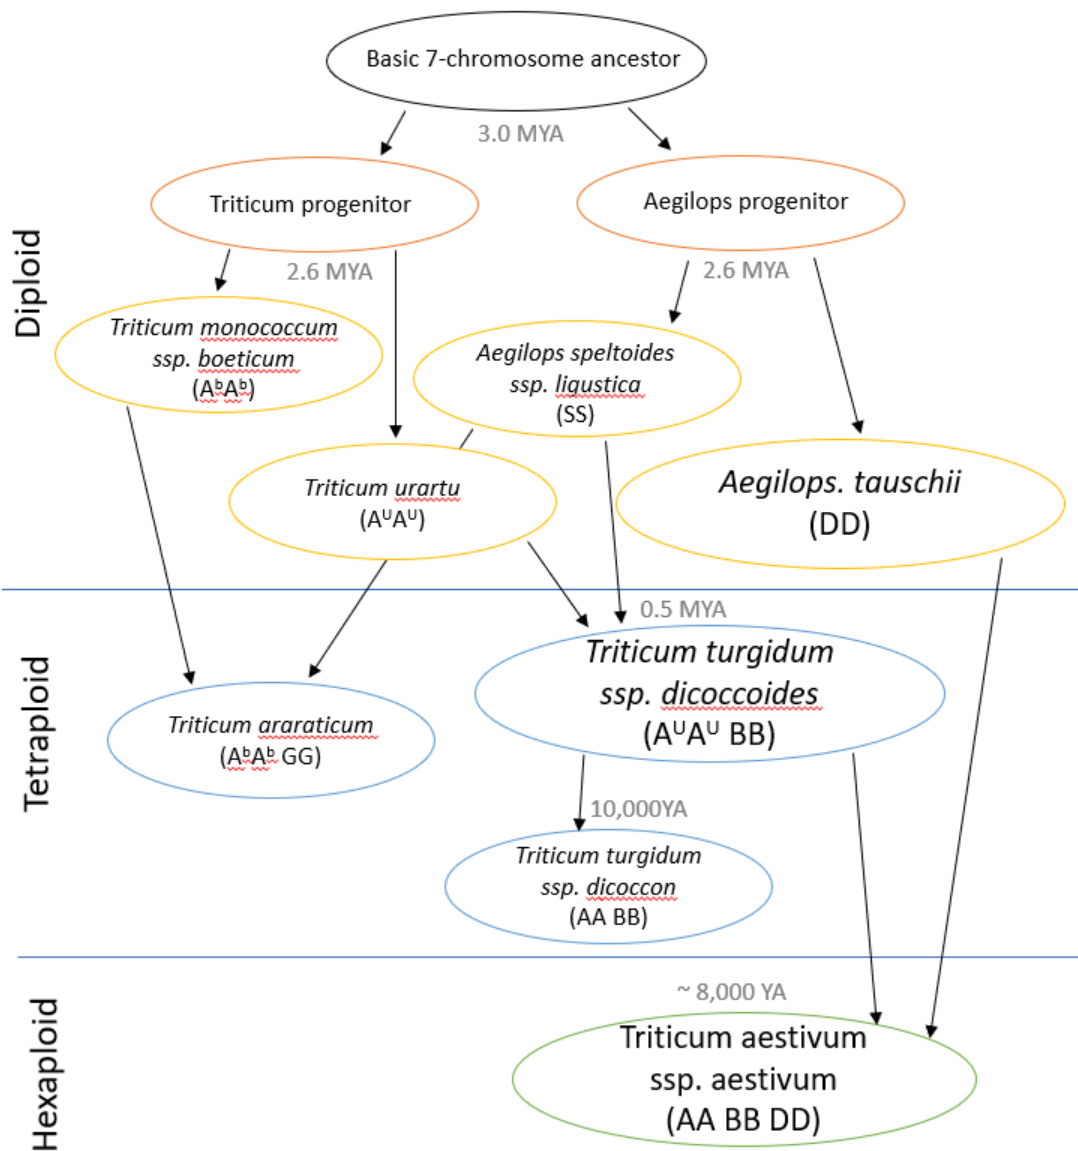 Basic 7-chromosome ancestor
3.0 MYA
Triticum progenitor
Aegilops progenitor
Diploid
2.6 MYA
2.6 MYA
Triticum monococcum
ssp. boeticum
(AᵇAᵇ)
Aegilops speltoides
ssp. ligustica
(SS)
Triticum urartu
(AᵁAᵁ)
Aegilops. tauschii
(DD)
Tetraploid
0.5 MYA
Triticum turgidum
ssp. dicoccoides
(AᵁAᵁ BB)
Triticum araraticum
(AᵇAᵇ GG)
10,000YA
Triticum turgidum
ssp. dicoccon
(AA BB)
Hexaploid
~ 8,000 YA
Triticum aestivum
ssp. aestivum
(AA BB DD)